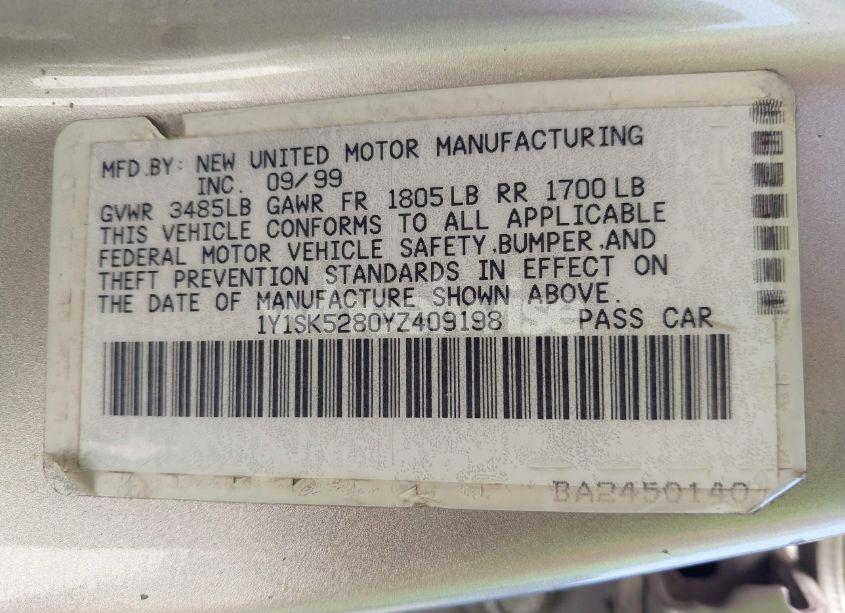 MFD.BY: NEW UNITED MOTOR MANUFACTURING
INC. 09/99
GVWR 3485LB GAWR FR 1805LB RR 1700LB
THIS VEHICLE CONFORMS TO ALL APPLICABLE
FEDERAL MOTOR VEHICLE SAFETY,BUMPER,AND
THEFT PREVENTION STANDARDS IN EFFECT ON
THE DATE OF MANUFACTURE SHOWN ABOVE.
1Y1SK5280YZ409198 PASS CAR
BA2450140